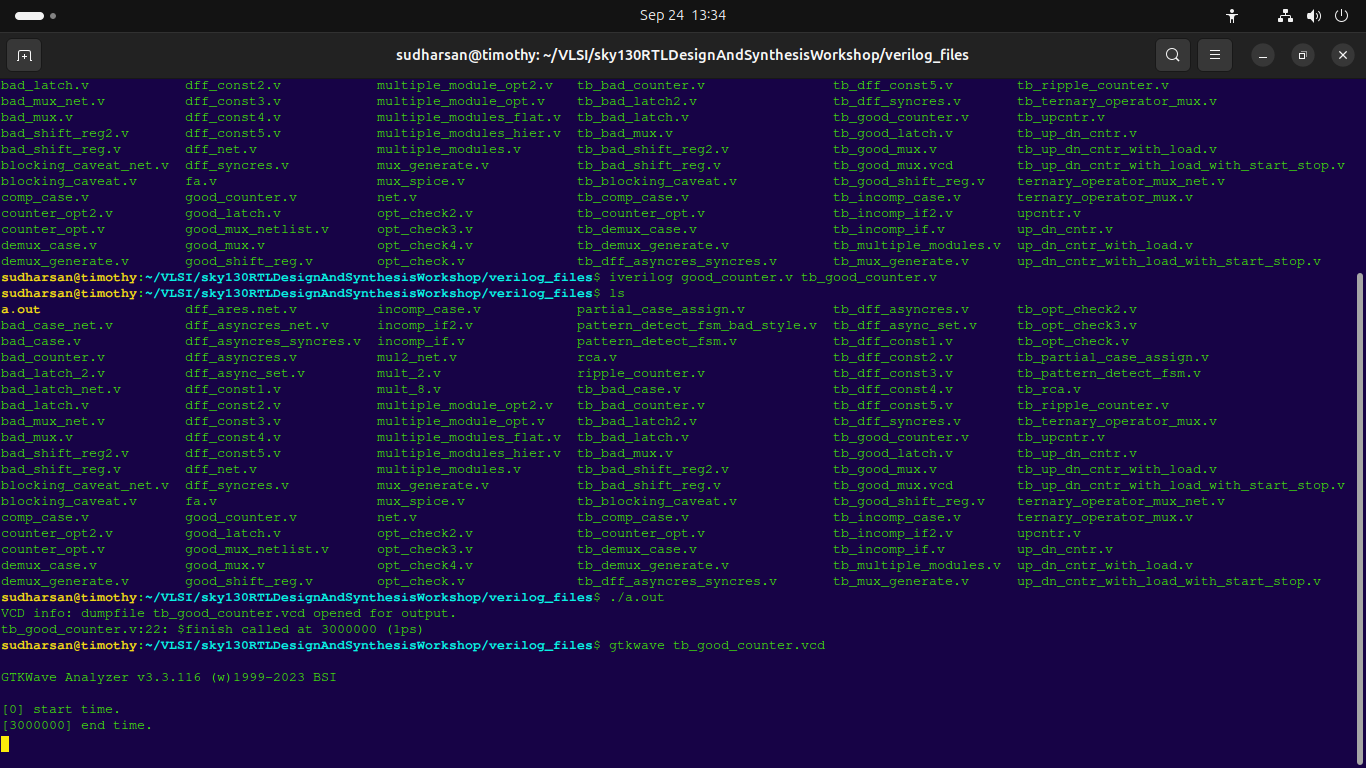 Sep 24 13:34
sudharsan@timothy: ~/VLSI/sky130RTLDesignAndSynthesisWorkshop/verilog_files
bad_latch.v dff_const2.v multiple_module_opt2.v tb_bad_counter.v tb_dff_const5.v tb_ripple_counter.v
bad_mux_net.v dff_const3.v multiple_module_opt.v tb_bad_latch2.v tb_dff_syncres.v tb_ternary_operator_mux.v
bad_mux.v dff_const4.v multiple_modules_flat.v tb_bad_latch.v tb_good_counter.v tb_upcntr.v
bad_shift_reg2.v dff_const5.v multiple_modules_hier.v tb_bad_mux.v tb_good_latch.v tb_up_dn_cntr.v
bad_shift_reg.v dff_net.v multiple_modules.v tb_bad_shift_reg2.v tb_good_mux.v tb_up_dn_cntr_with_load.v
blocking_caveat_net.v dff_syncres.v mux_generate.v tb_bad_shift_reg.v tb_good_mux.vcd tb_up_dn_cntr_with_load_with_start_stop.v
blocking_caveat.v fa.v mux_spice.v tb_blocking_caveat.v tb_good_shift_reg.v ternary_operator_mux_net.v
comp_case.v good_counter.v net.v tb_comp_case.v tb_incomp_case.v ternary_operator_mux.v
counter_opt2.v good_latch.v opt_check2.v tb_counter_opt.v tb_incomp_if2.v upcntr.v
counter_opt.v good_mux_netlist.v opt_check3.v tb_demux_case.v tb_incomp_if.v up_dn_cntr.v
demux_case.v good_mux.v opt_check4.v tb_demux_generate.v tb_multiple_modules.v up_dn_cntr_with_load.v
demux_generate.v good_shift_reg.v opt_check.v tb_dff_asyncres_syncres.v tb_mux_generate.v up_dn_cntr_with_load_with_start_stop.v
sudharsan@timothy:~/VLSI/sky130RTLDesignAndSynthesisWorkshop/verilog_files$ iverilog good_counter.v tb_good_counter.v
sudharsan@timothy:~/VLSI/sky130RTLDesignAndSynthesisWorkshop/verilog_files$ ls
a.out dff_ares.net.v incomp_case.v partial_case_assign.v tb_dff_asyncres.v tb_opt_check2.v
bad_case_net.v dff_asyncres_net.v incomp_if2.v pattern_detect_fsm_bad_style.v tb_dff_async_set.v tb_opt_check3.v
bad_case.v dff_asyncres_syncres.v incomp_if.v pattern_detect_fsm.v tb_dff_const1.v tb_opt_check.v
bad_counter.v dff_asyncres.v mul2_net.v rca.v tb_dff_const2.v tb_partial_case_assign.v
bad_latch_2.v dff_async_set.v mult_2.v ripple_counter.v tb_dff_const3.v tb_pattern_detect_fsm.v
bad_latch_net.v dff_const1.v mult_8.v tb_bad_case.v tb_dff_const4.v tb_rca.v
bad_latch.v dff_const2.v multiple_module_opt2.v tb_bad_counter.v tb_dff_const5.v tb_ripple_counter.v
bad_mux_net.v dff_const3.v multiple_module_opt.v tb_bad_latch2.v tb_dff_syncres.v tb_ternary_operator_mux.v
bad_mux.v dff_const4.v multiple_modules_flat.v tb_bad_latch.v tb_good_counter.v tb_upcntr.v
bad_shift_reg2.v dff_const5.v multiple_modules_hier.v tb_bad_mux.v tb_good_latch.v tb_up_dn_cntr.v
bad_shift_reg.v dff_net.v multiple_modules.v tb_bad_shift_reg2.v tb_good_mux.v tb_up_dn_cntr_with_load.v
blocking_caveat_net.v dff_syncres.v mux_generate.v tb_bad_shift_reg.v tb_good_mux.vcd tb_up_dn_cntr_with_load_with_start_stop.v
blocking_caveat.v fa.v mux_spice.v tb_blocking_caveat.v tb_good_shift_reg.v ternary_operator_mux_net.v
comp_case.v good_counter.v net.v tb_comp_case.v tb_incomp_case.v ternary_operator_mux.v
counter_opt2.v good_latch.v opt_check2.v tb_counter_opt.v tb_incomp_if2.v upcntr.v
counter_opt.v good_mux_netlist.v opt_check3.v tb_demux_case.v tb_incomp_if.v up_dn_cntr.v
demux_case.v good_mux.v opt_check4.v tb_demux_generate.v tb_multiple_modules.v up_dn_cntr_with_load.v
demux_generate.v good_shift_reg.v opt_check.v tb_dff_asyncres_syncres.v tb_mux_generate.v up_dn_cntr_with_load_with_start_stop.v
sudharsan@timothy:~/VLSI/sky130RTLDesignAndSynthesisWorkshop/verilog_files$ ./a.out
VCD info: dumpfile tb_good_counter.vcd opened for output.
tb_good_counter.v:22: $finish called at 3000000 (1ps)
sudharsan@timothy:~/VLSI/sky130RTLDesignAndSynthesisWorkshop/verilog_files$ gtkwave tb_good_counter.vcd
GTKWave Analyzer v3.3.116 (w)1999-2023 BSI
[0] start time.
[3000000] end time.